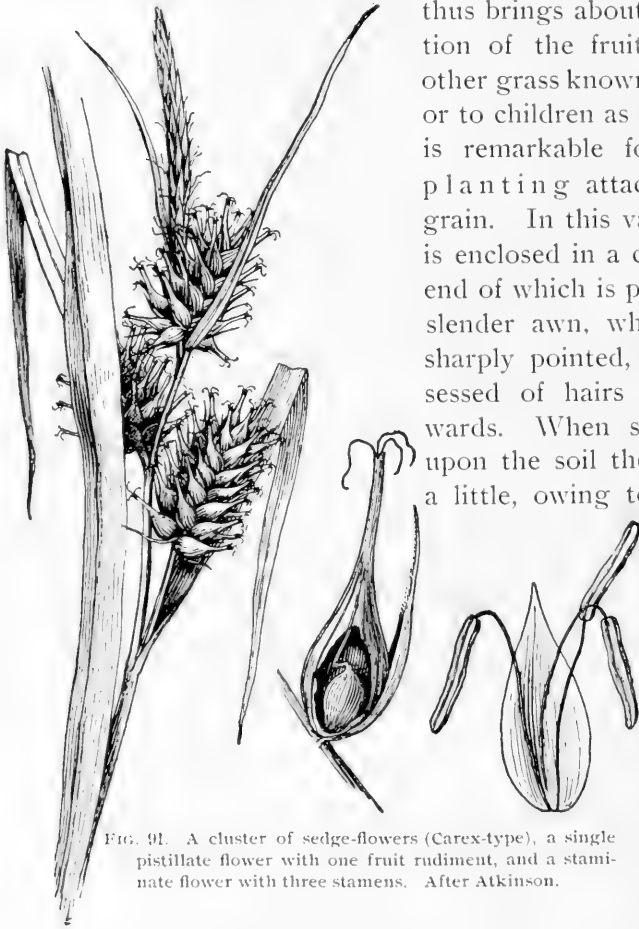 thus brings about
tion of the fruit
other grass known
or to children as
is remarkable fo
planting attac
grain. In this va
is enclosed in a c
end of which is p
slender awn, wh
sharply pointed,
sessed of hairs
wards. When s
upon the soil the
a little, owing to
FIG. 91. A cluster of sedge-flowers (Carex-type), a single
pistillate flower with one fruit rudiment, and a stami-
nate flower with three stamens. After Atkinson.